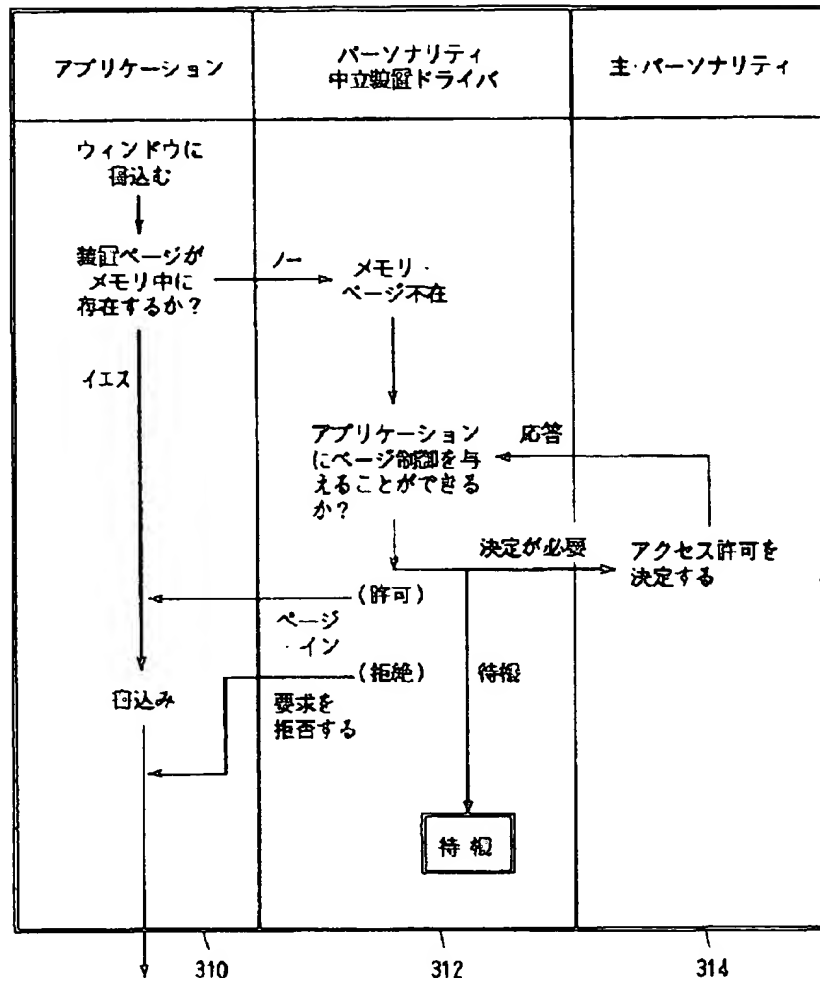 アプリケーション
パーソナリティ
中立装置ドライバ
主・パーソナリティ
ウィンドウに
書込む
装置ページが
メモリ中に
存在するか?
ノー
メモリ・
ページ不在
イエス
アプリケーション
にページ制御を与
えることができる
か?
応答
決定が必要
アクセス許可を
決定する
(許可)
ページ
・イン
(拒絶)
待機
書込み
要求を
拒否する
待機
310
312
314